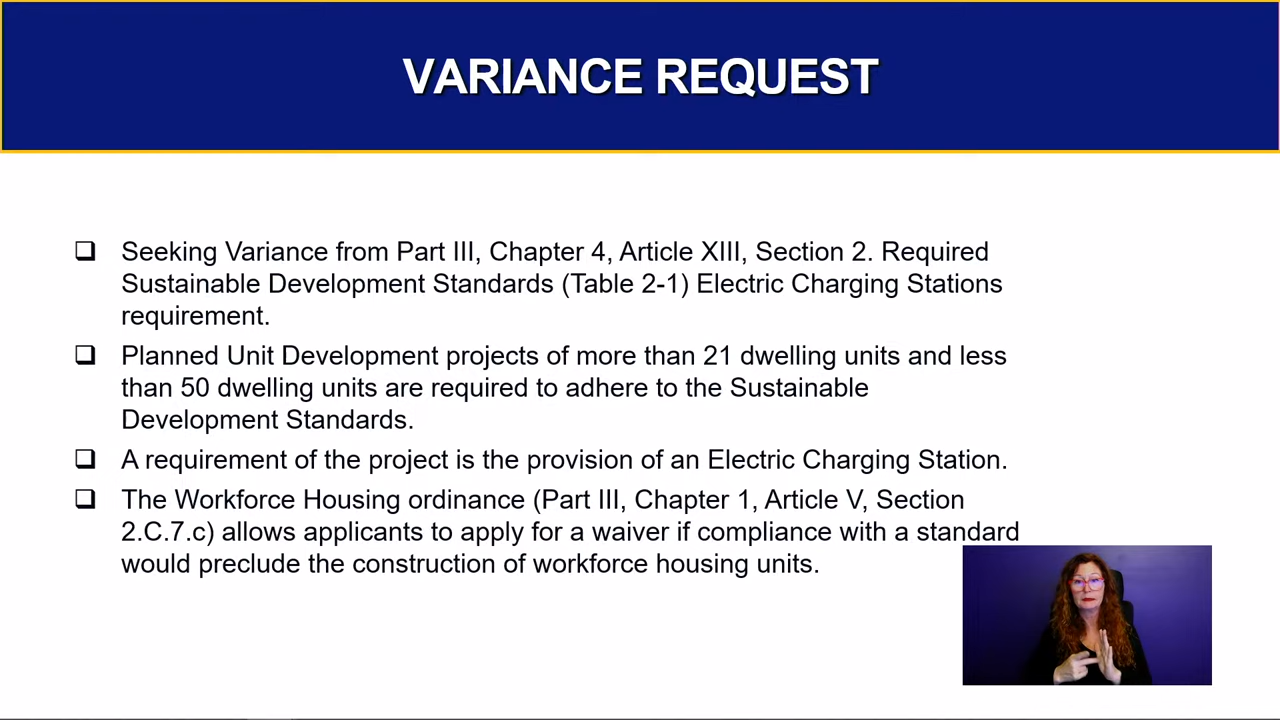 VARIANCE REQUEST
Seeking Variance from Part III, Chapter 4, Article XIII, Section 2. Required
Sustainable Development Standards (Table 2-1) Electric Charging Stations
requirement.
Planned Unit Development projects of more than 21 dwelling units and less
than 50 dwelling units are required to adhere to the Sustainable
Development Standards.
A requirement of the project is the provision of an Electric Charging Station.
The Workforce Housing ordinance (Part III, Chapter 1, Article V, Section
2.C.7.c) allows applicants to apply for a waiver if compliance with a standard
would preclude the construction of workforce housing units.